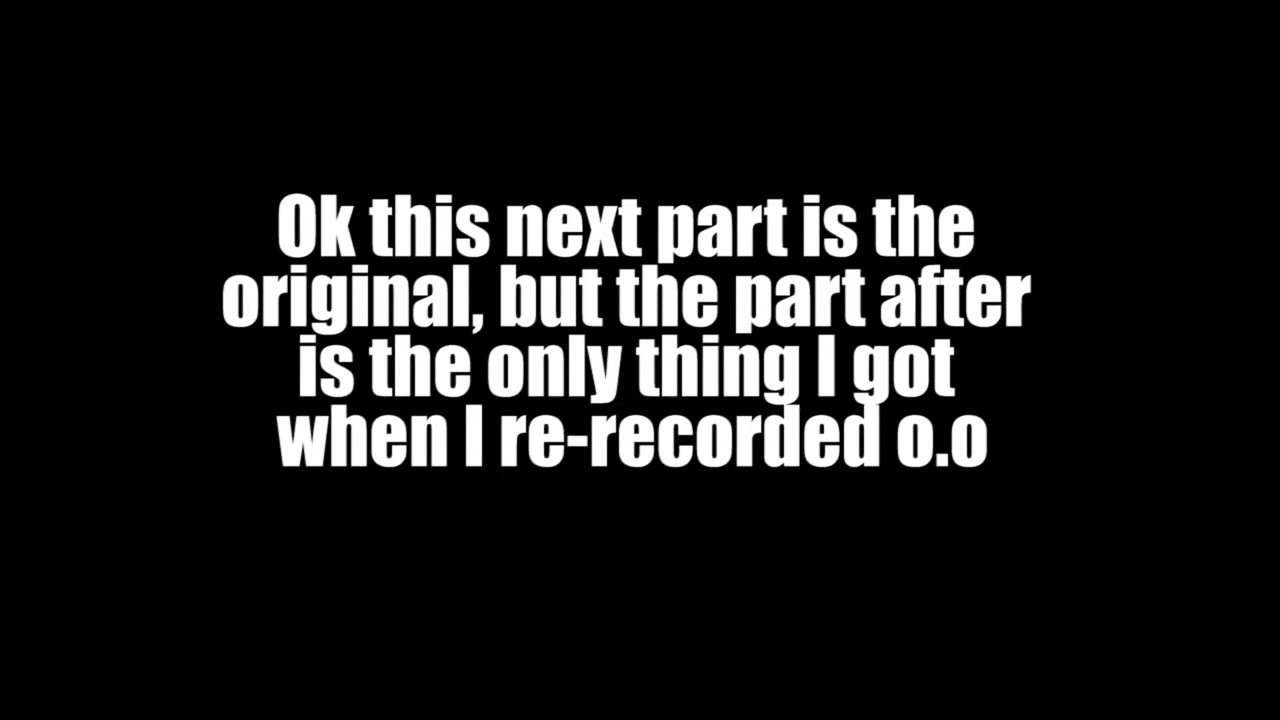 Ok this next part is the
original, but the part after
is the only thing I got
when I re-recorded o.o